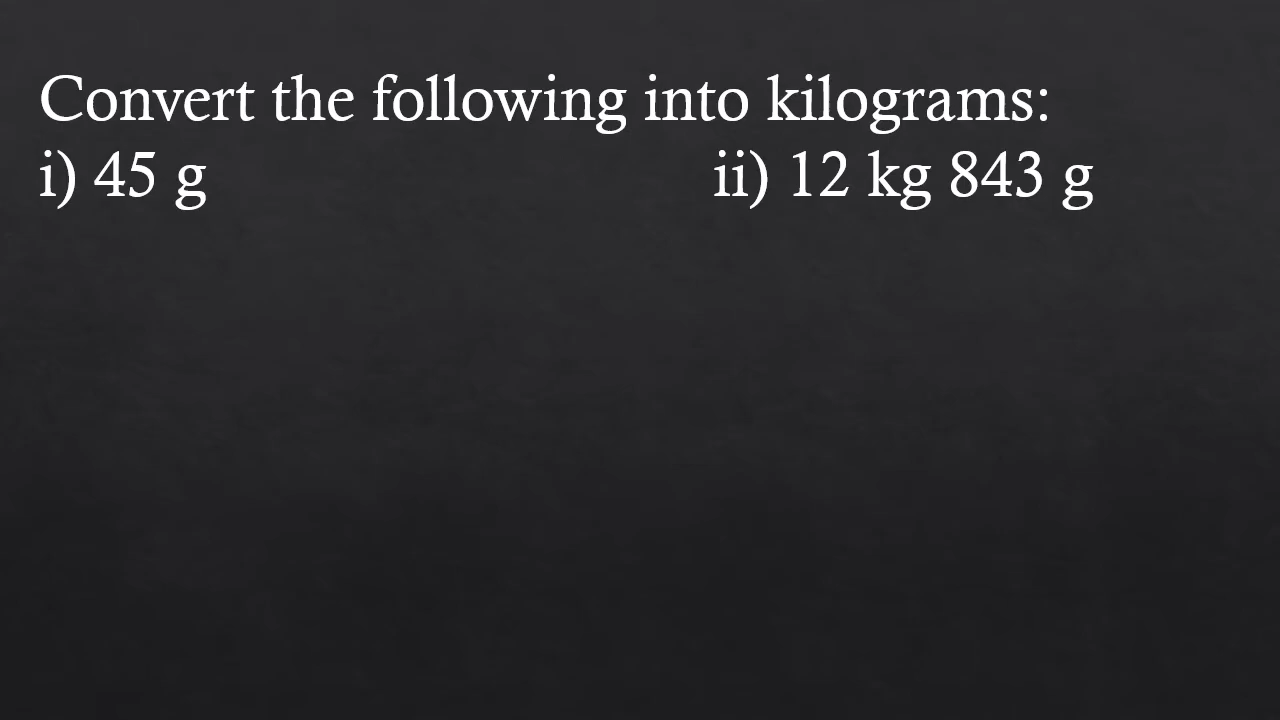 Convert the following into kilograms:
i) 45 g ii) 12 kg 843 g